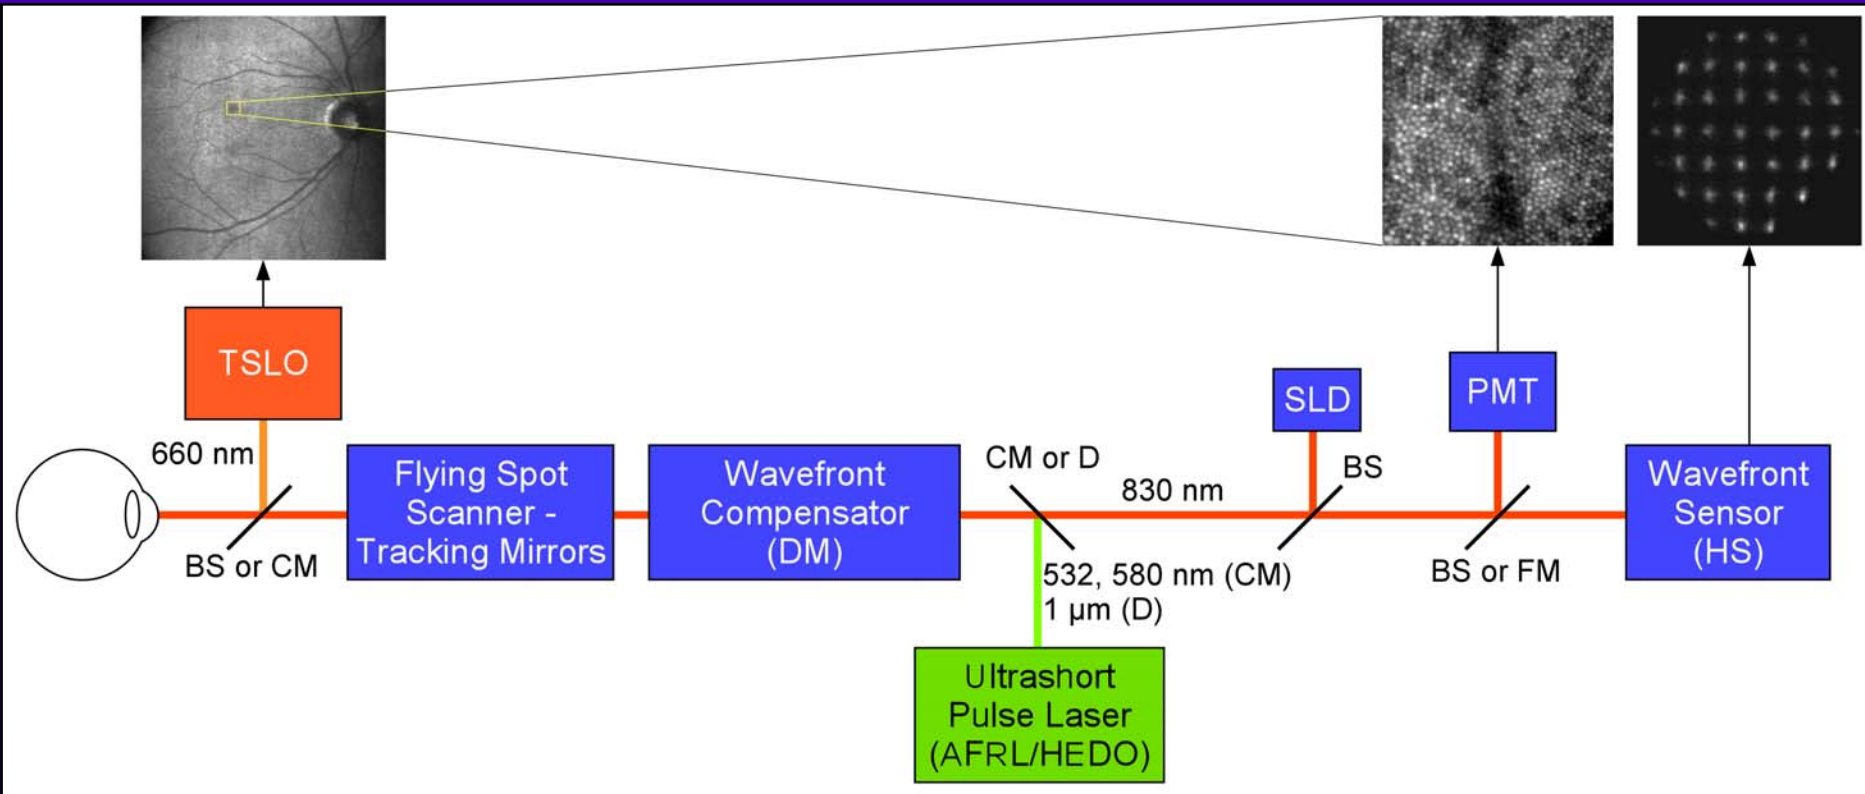 TSLO
660 nm
BS or CM
Flying Spot
Scanner -
Tracking Mirrors
Wavefront
Compensator
(DM)
CM or D
830 nm
532, 580 nm (CM)
1 µm (D)
Ultrashort
Pulse Laser
(AFRL/HEDO)
SLD
BS
PMT
BS or FM
Wavefront
Sensor
(HS)